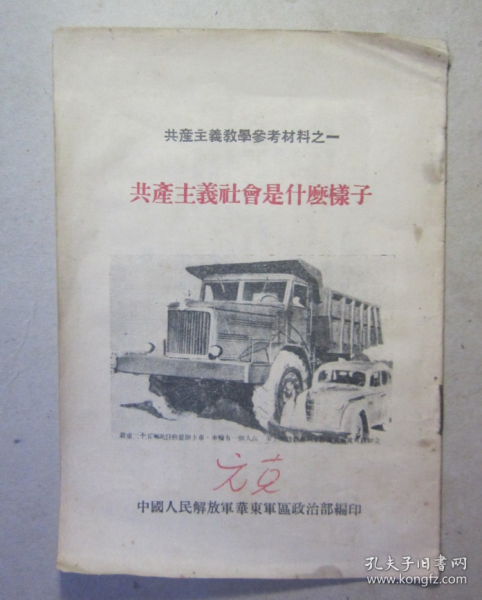 共產主義敎學參考材料之一
共產主義社會是什麽樣子
中國人民解放軍華東軍區政治部編印
孔夫子旧书网
www.kongfz.com